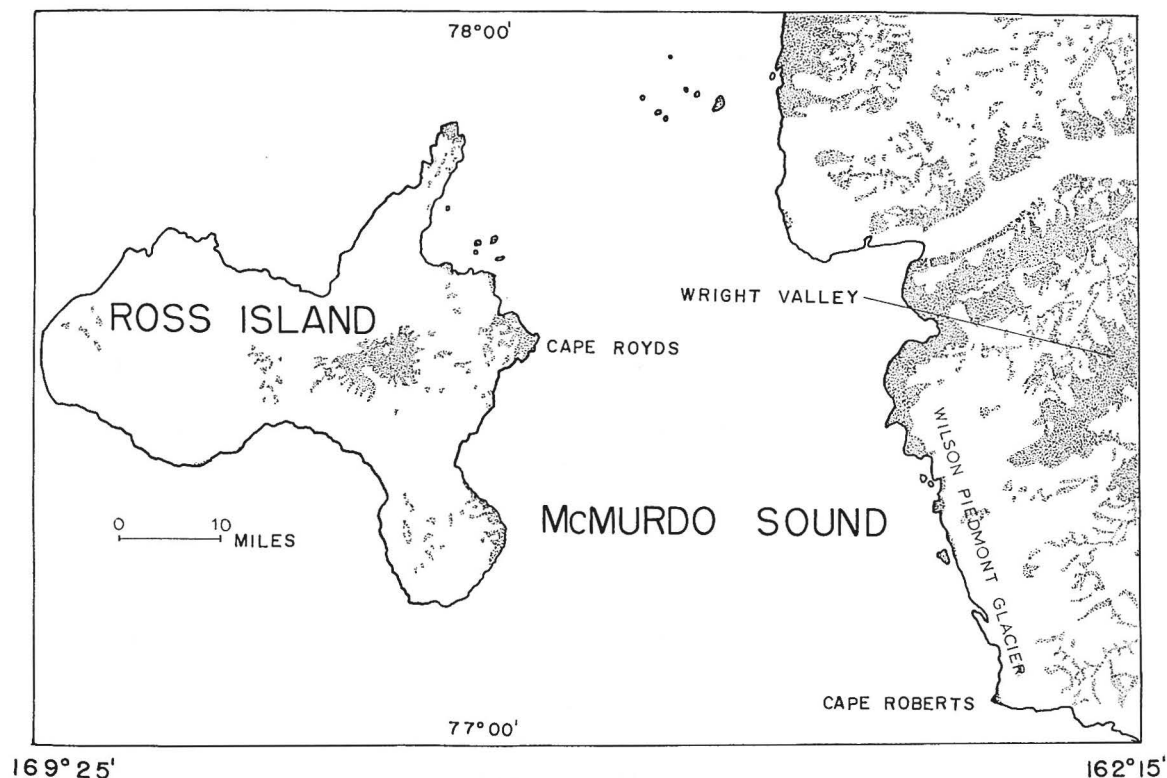 78°00'
WRIGHT VALLEY
ROSS ISLAND
CAPE ROYDS
WILSON PIEDMONT GLACIER
McMURDO SOUND
0 10 MILES
CAPE ROBERTS
77°00'
169°25'
162°15'